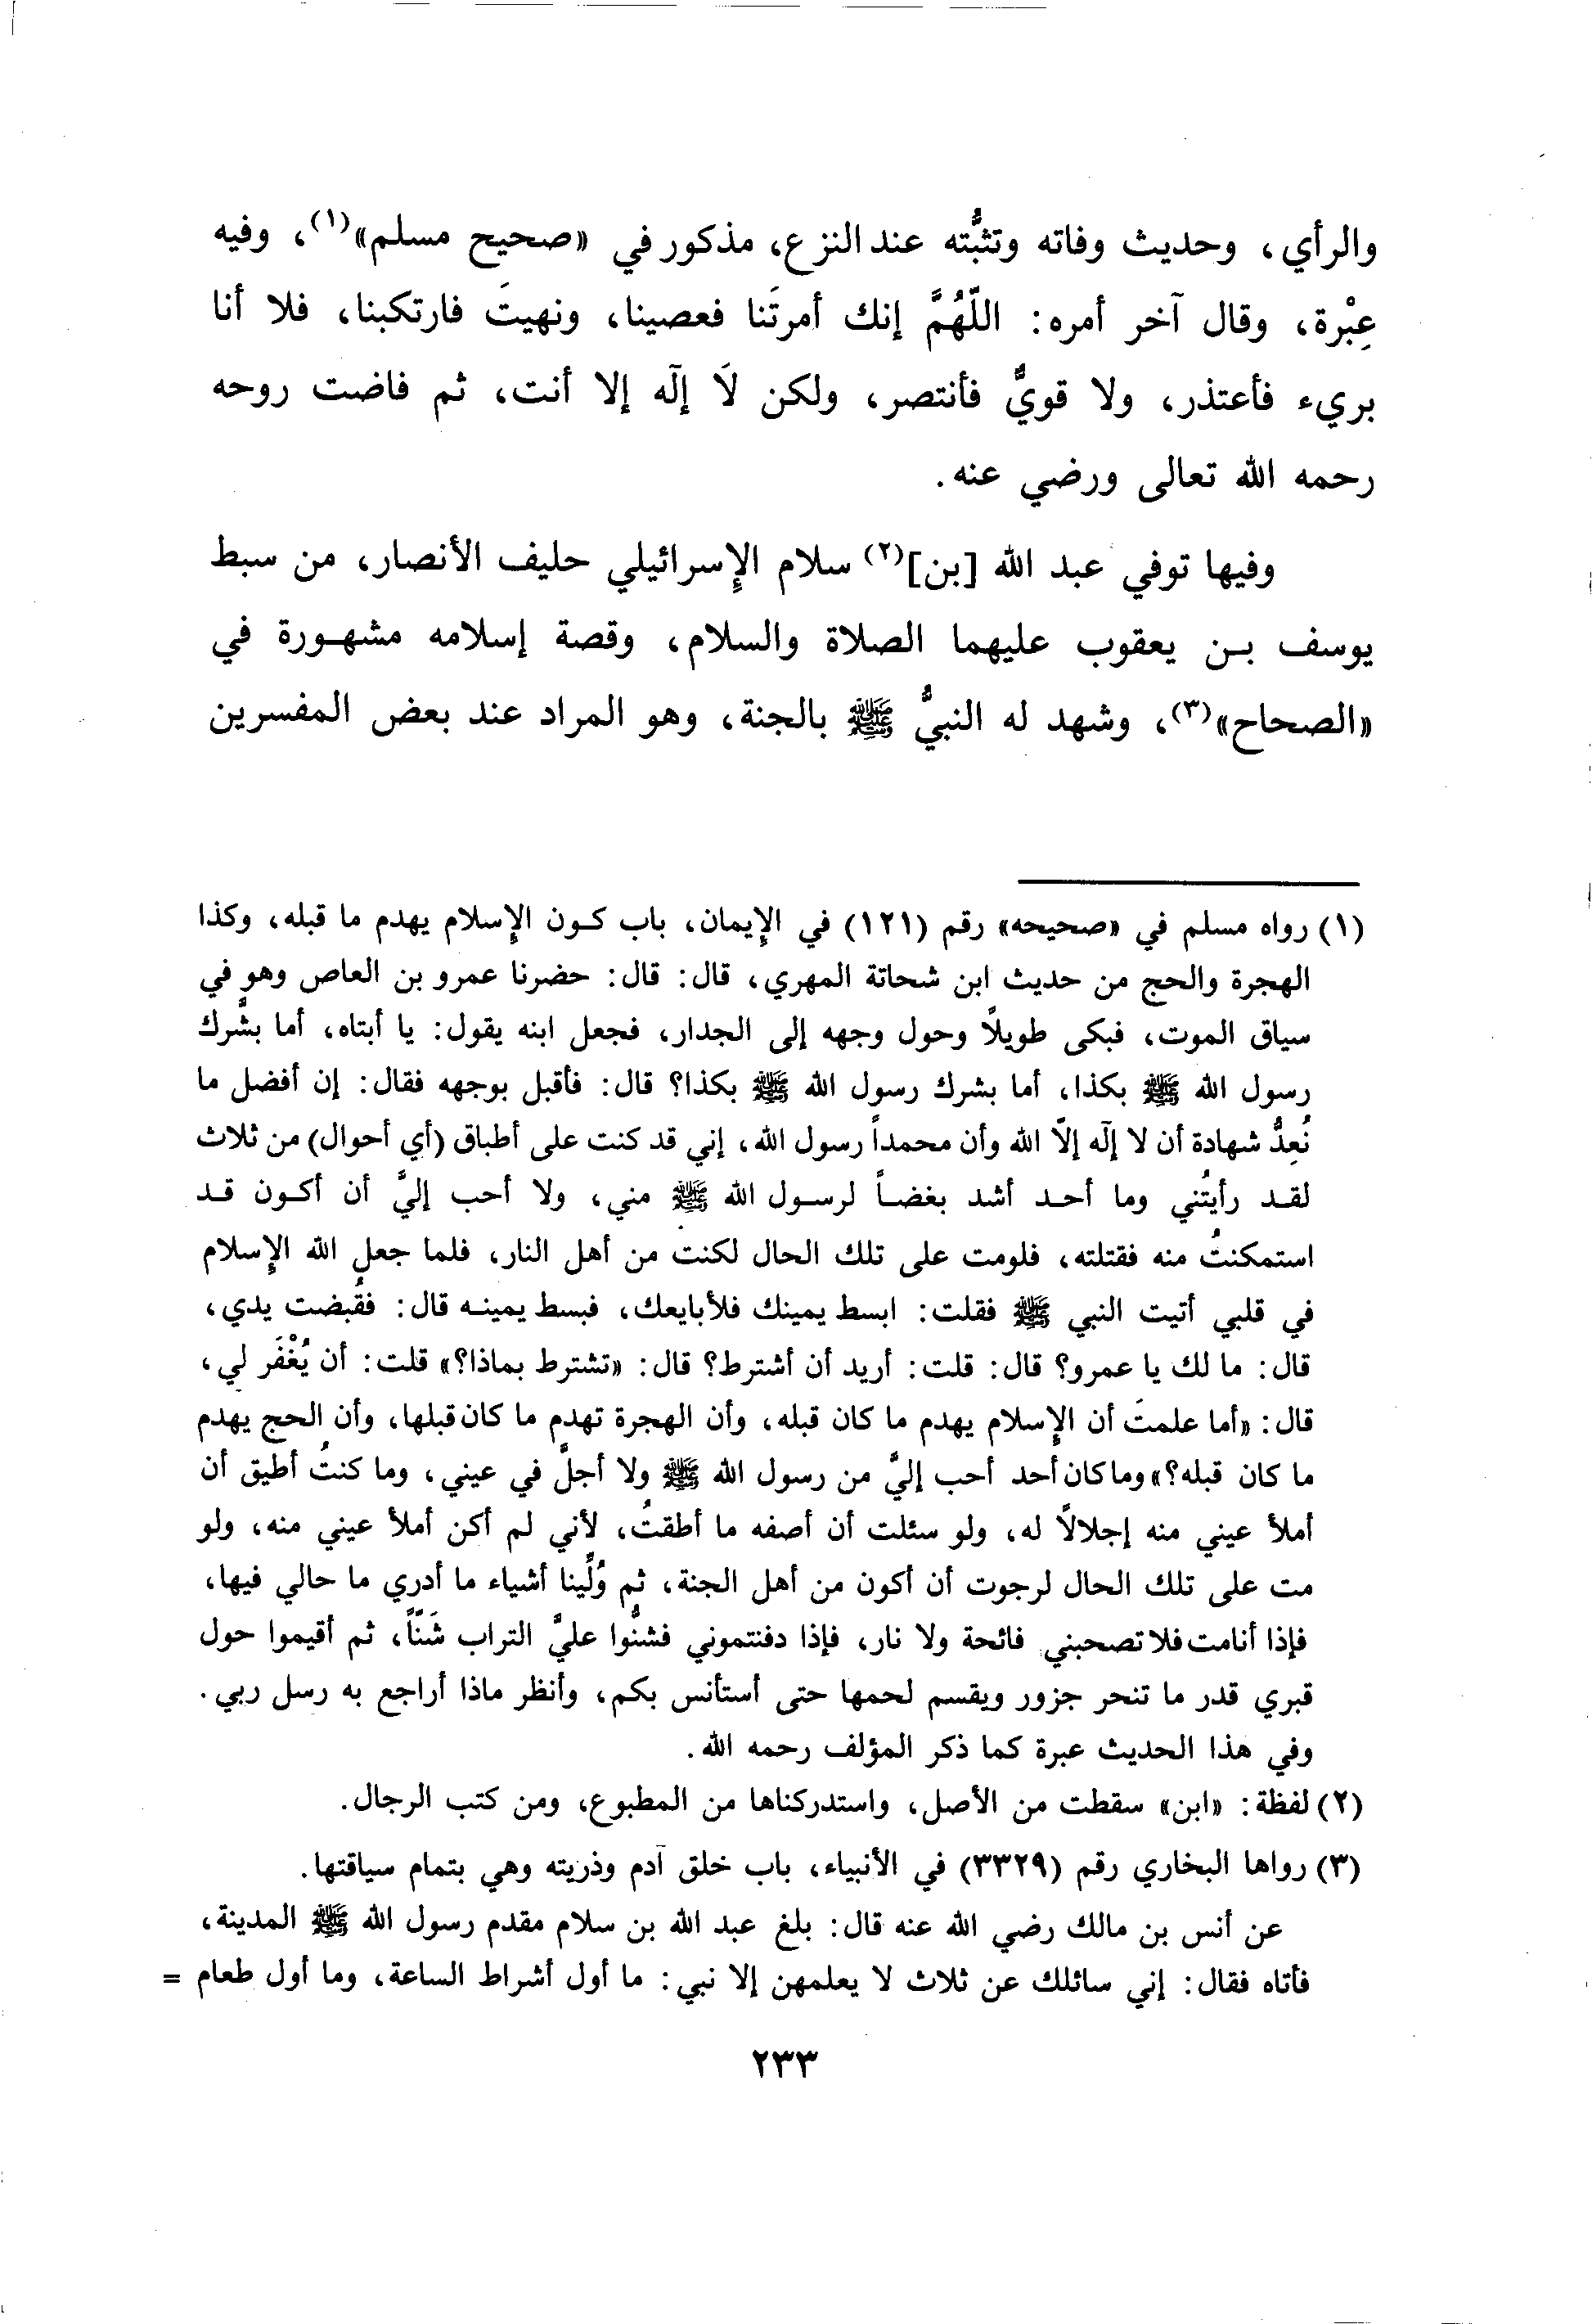 والرأي، وحديث وفاته وتثبُّته عند النزع، مذكور في «صحيح مسلم»(١)، وفيه
عِبْرة، وقال آخر أمره: اللَّهُمَّ إنك أمرتَنا فعصينا، ونهيتَ فارتكبنا، فلا أنا
بريء فأعتذر، ولا قويٌّ فأنتصر، ولكن لَا إلٓه إلا أنت، ثم فاضت روحه
رحمه الله تعالى ورضي عنه.
وفيها توفي عبد الله [بن](٢) سلام الإسرائيلي حليف الأنصار، من سبط
يوسف بن يعقوب عليهما الصلاة والسلام، وقصة إسلامه مشهورة في
«الصحاح»(٣)، وشهد له النبيُّ ﷺ بالجنة، وهو المراد عند بعض المفسرين
(١) رواه مسلم في «صحيحه» رقم (١٢١) في الإيمان، باب كون الإسلام يهدم ما قبله، وكذا
الهجرة والحج من حديث ابن شحاتة المهري، قال: قال: حضرنا عمرو بن العاص وهو في
سياق الموت، فبكى طويلاً وحول وجهه إلى الجدار، فجعل ابنه يقول: يا أبتاه، أما بشَّرك
رسول الله ﷺ بكذا، أما بشرك رسول الله ﷺ بكذا؟ قال: فأقبل بوجهه فقال: إن أفضل ما
نُعِدُّ شهادة أن لا إلٓه إلّا الله وأن محمداً رسول الله، إني قد كنت على أطباق (أي أحوال) من ثلاث
لقد رأيتُني وما أحد أشد بغضاً لرسول الله ﷺ مني، ولا أحب إليَّ أن أكون قد
استمكنتُ منه فقتلته، فلومت على تلك الحال لكنت من أهل النار، فلما جعل الله الإسلام
في قلبي أتيت النبي ﷺ فقلت: ابسط يمينك فلأبايعك، فبسط يمينه قال: فقُبضت يدي،
قال: ما لك يا عمرو؟ قال: قلت: أريد أن أشترط؟ قال: «تشترط بماذا؟» قلت: أن يُغْفَر لي،
قال: «أما علمتَ أن الإسلام يهدم ما كان قبله، وأن الهجرة تهدم ما كان قبلها، وأن الحج يهدم
ما كان قبله؟» وما كان أحد أحب إليَّ من رسول الله ﷺ ولا أجلَّ في عيني، وما كنتُ أطيق أن
أملأ عيني منه إجلالاً له، ولو سئلت أن أصفه ما أطقتُ، لأني لم أكن أملأ عيني منه، ولو
مت على تلك الحال لرجوت أن أكون من أهل الجنة، ثم وُلِّينا أشياء ما أدري ما حالي فيها،
فإذا أنامت فلا تصحبني فائحة ولا نار، فإذا دفنتموني فشنُّوا عليَّ التراب شَنّاً، ثم أقيموا حول
قبري قدر ما تنحر جزور ويقسم لحمها حتى أستأنس بكم، وأنظر ماذا أراجع به رسل ربي.
وفي هذا الحديث عبرة كما ذكر المؤلف رحمه الله.
(٢) لفظة: «ابن» سقطت من الأصل، واستدركناها من المطبوع، ومن كتب الرجال.
(٣) رواها البخاري رقم (٣٣٢٩) في الأنبياء، باب خلق آدم وذريته وهي بتمام سياقتها.
عن أنس بن مالك رضي الله عنه قال: بلغ عبد الله بن سلام مقدم رسول الله ﷺ المدينة،
فأتاه فقال: إني سائلك عن ثلاث لا يعلمهن إلا نبي: ما أول أشراط الساعة، وما أول طعام =
٢٣٣